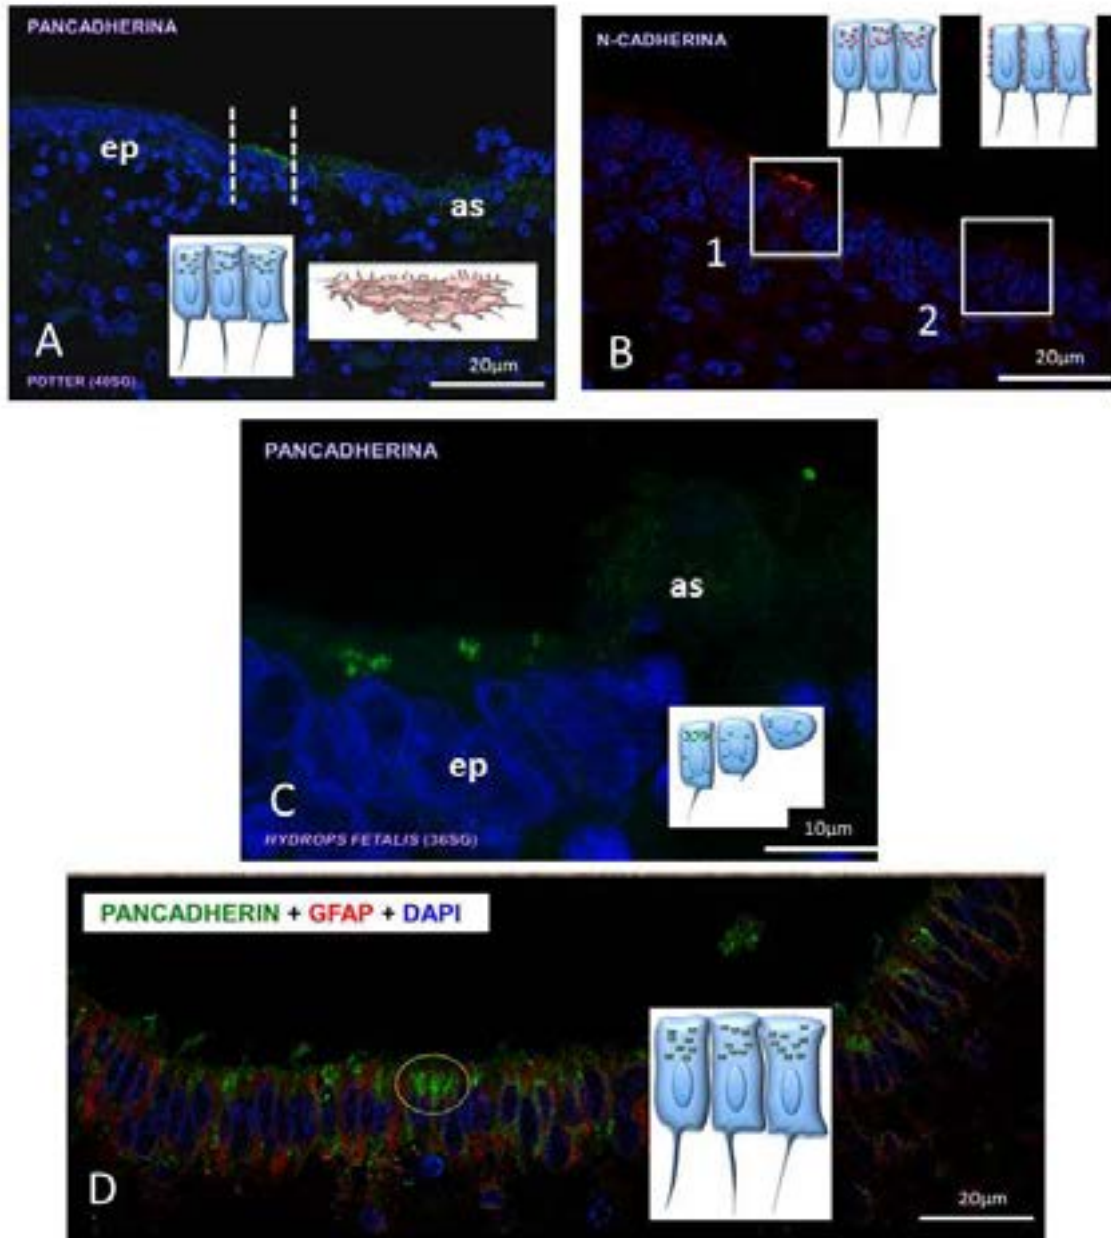 PANCADHERINA
ep
as
A
20µm
POTTER (40SG)
N-CADHERINA
1
2
B
20µm
PANCADHERINA
as
ep
C
10µm
HYDROPS FETALIS (36SG)
PANCADHERIN + GFAP + DAPI
D
20µm